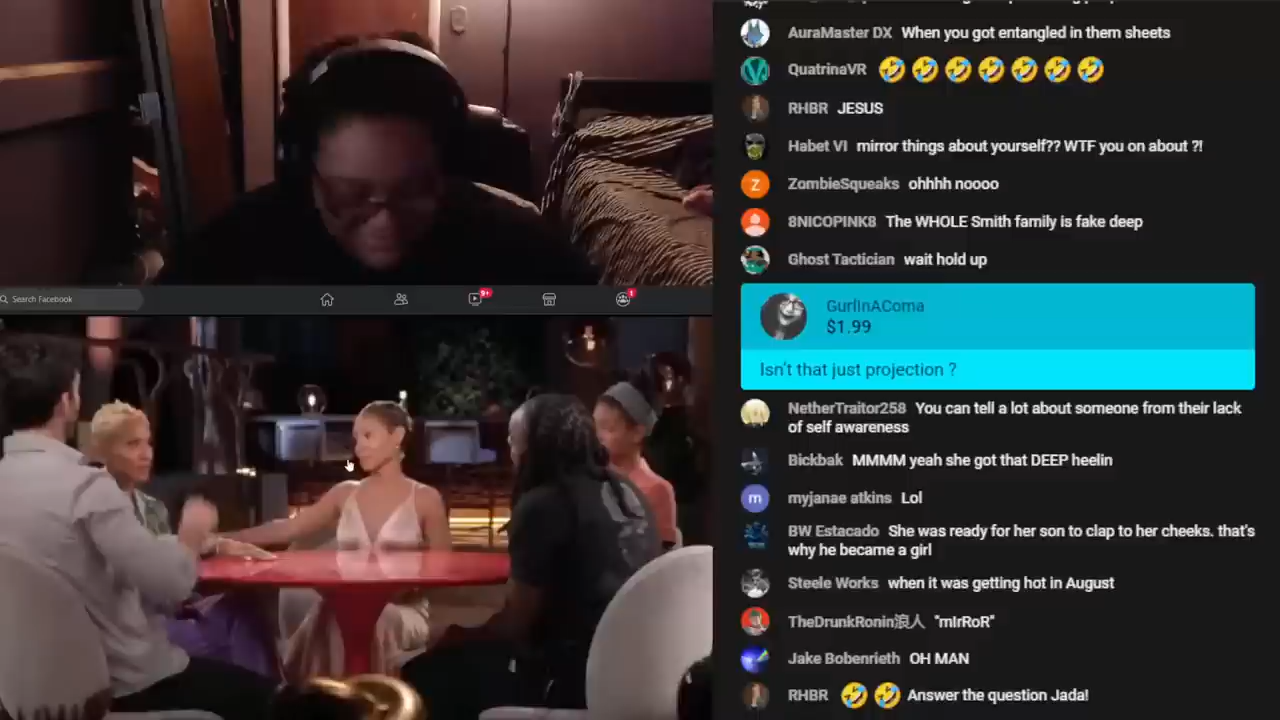 Search Facebook
9+
1
AuraMaster DX When you got entangled in them sheets
QuatrinaVR 🤣🤣🤣🤣🤣🤣🤣
RHBR JESUS
Habet VI mirror things about yourself?? WTF you on about ?!
Z
ZombieSqueaks ohhhh noooo
8NICOPINK8 The WHOLE Smith family is fake deep
Ghost Tactician wait hold up
GurlInAComa
$1.99
Isn't that just projection ?
NetherTraitor258 You can tell a lot about someone from their lack
of self awareness
Bickbak MMMM yeah she got that DEEP heelin
m
myjanae atkins Lol
BW Estacado She was ready for her son to clap to her cheeks. that's
why he became a girl
Steele Works when it was getting hot in August
TheDrunkRonin浪人 "mIrRoR"
Jake Bobenrieth OH MAN
RHBR 🤣🤣 Answer the question Jada!